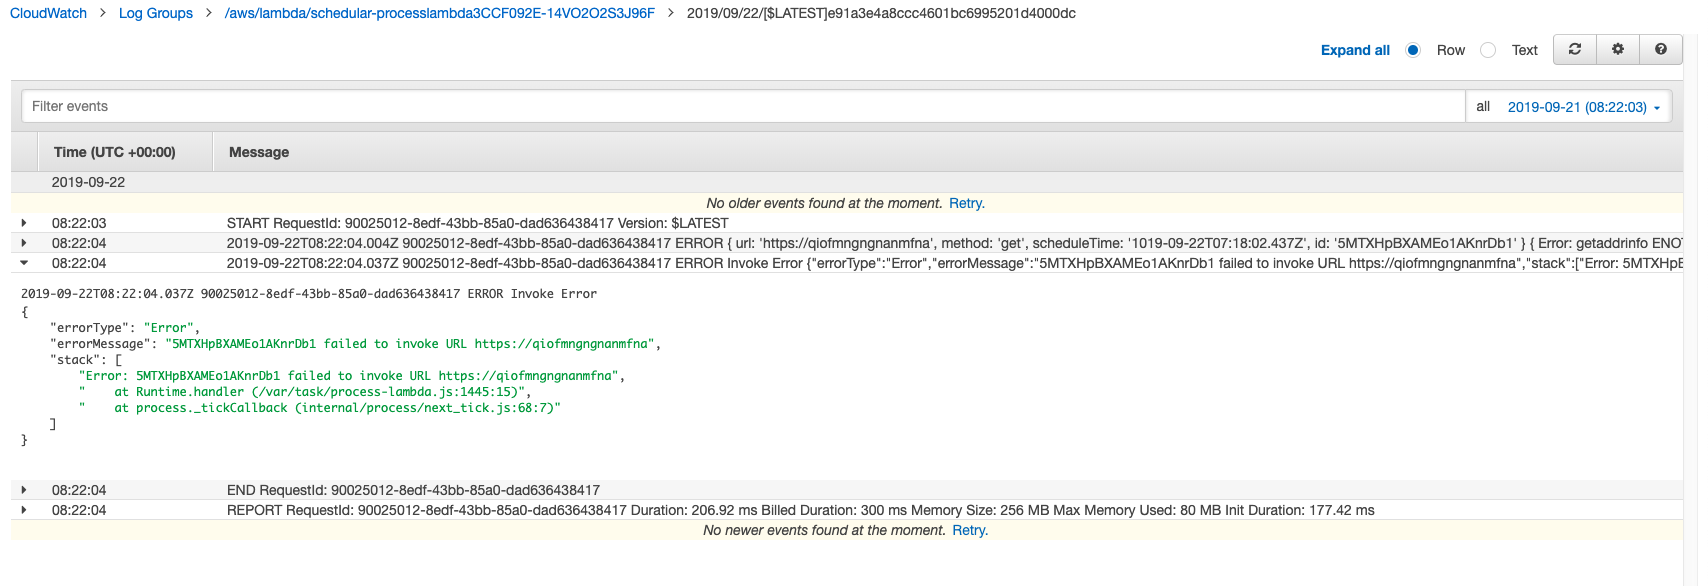 CloudWatch > Log Groups > /aws/lambda/schedular-processlambda3CCF092E-14VO2O2S3J96F > 2019/09/22/[$LATEST]e91a3e4a8ccc4601bc6995201d4000dc
Expand all Row Text
Filter events all 2019-09-21 (08:22:03)
Time (UTC +00:00) Message
2019-09-22
No older events found at the moment. Retry.
08:22:03 START RequestId: 90025012-8edf-43bb-85a0-dad636438417 Version: $LATEST
08:22:04 2019-09-22T08:22:04.004Z 90025012-8edf-43bb-85a0-dad636438417 ERROR { url: 'https://qiofmngngnanmfna', method: 'get', scheduleTime: '1019-09-22T07:18:02.437Z', id: '5MTXHpBXAMEo1AKnrDb1' } { Error: getaddrinfo ENOT
08:22:04 2019-09-22T08:22:04.037Z 90025012-8edf-43bb-85a0-dad636438417 ERROR Invoke Error {"errorType":"Error","errorMessage":"5MTXHpBXAMEo1AKnrDb1 failed to invoke URL https://qiofmngngnanmfna","stack":["Error: 5MTXHpB
2019-09-22T08:22:04.037Z 90025012-8edf-43bb-85a0-dad636438417 ERROR Invoke Error
{
"errorType": "Error",
"errorMessage": "5MTXHpBXAMEo1AKnrDb1 failed to invoke URL https://qiofmngngnanmfna",
"stack": [
"Error: 5MTXHpBXAMEo1AKnrDb1 failed to invoke URL https://qiofmngngnanmfna",
" at Runtime.handler (/var/task/process-lambda.js:1445:15)",
" at process._tickCallback (internal/process/next_tick.js:68:7)"
]
}
08:22:04 END RequestId: 90025012-8edf-43bb-85a0-dad636438417
08:22:04 REPORT RequestId: 90025012-8edf-43bb-85a0-dad636438417 Duration: 206.92 ms Billed Duration: 300 ms Memory Size: 256 MB Max Memory Used: 80 MB Init Duration: 177.42 ms
No newer events found at the moment. Retry.